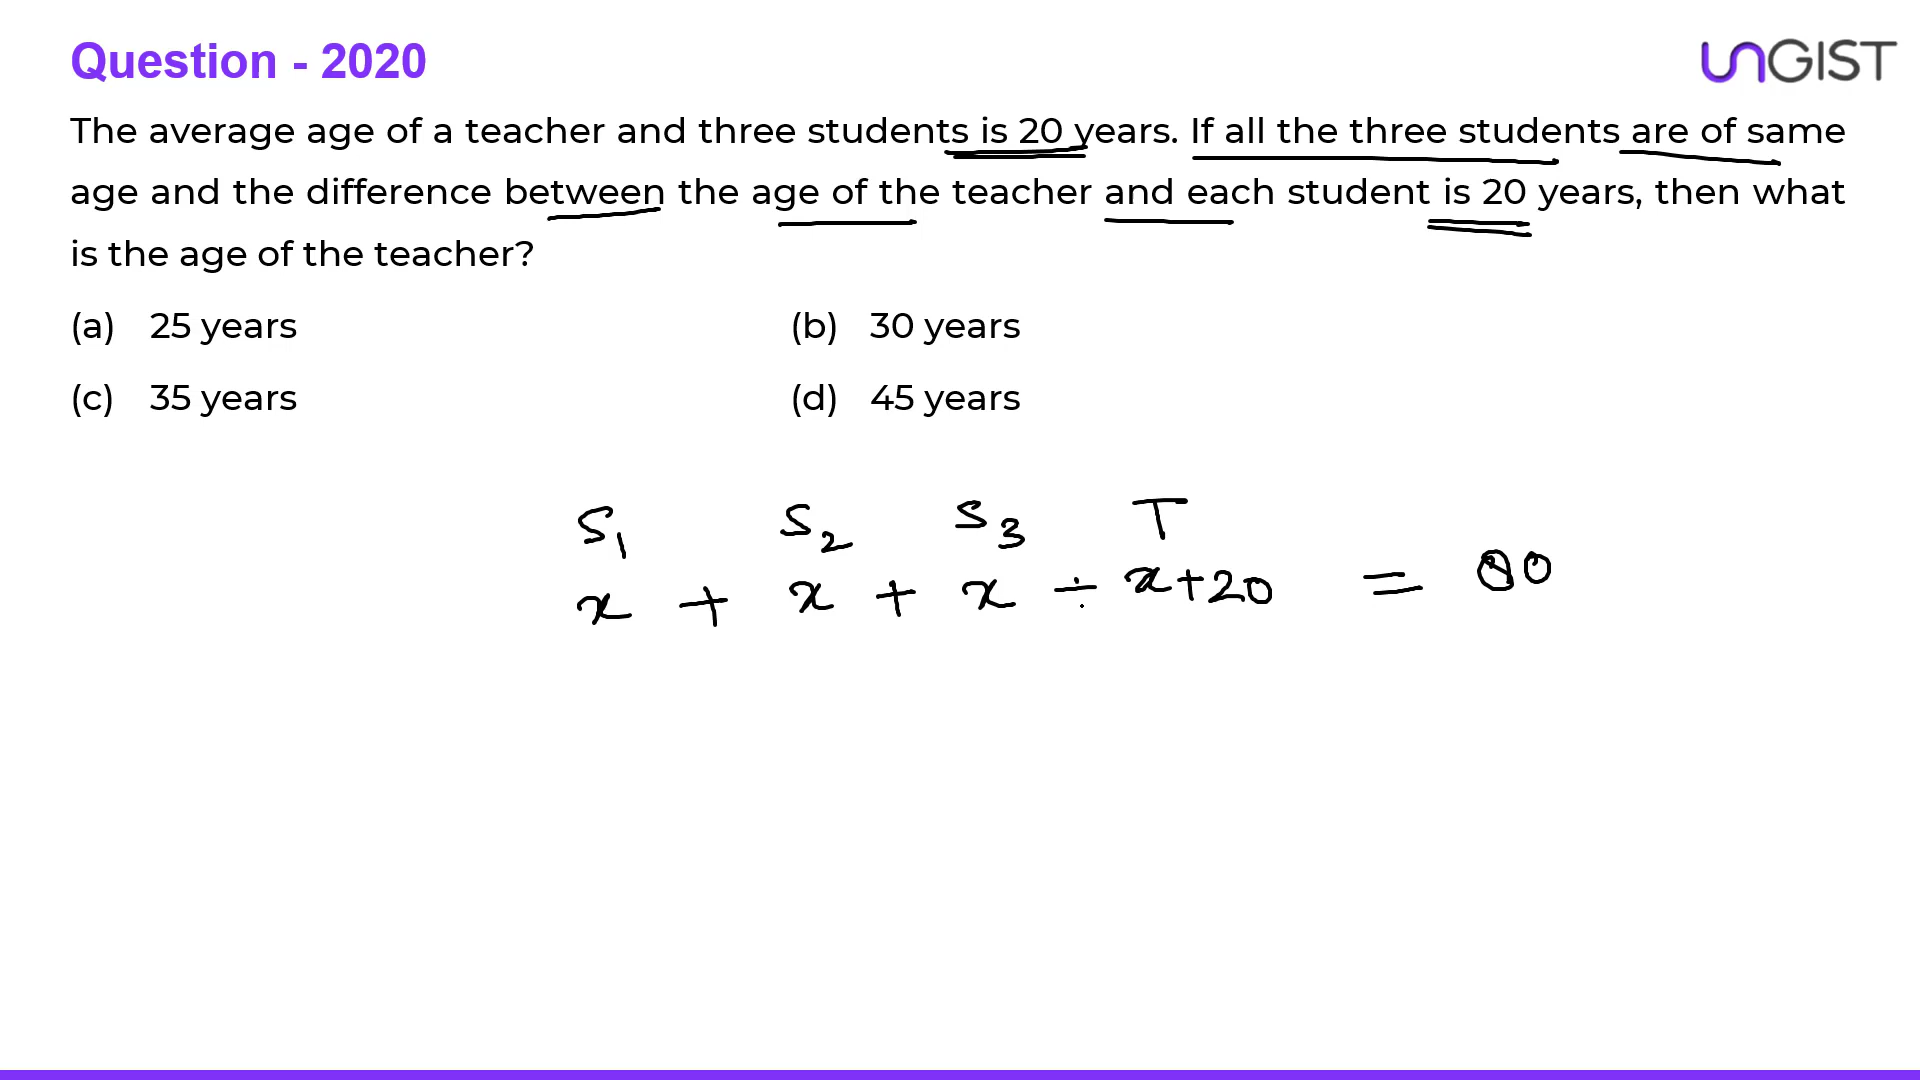 Question - 2020
UNGIST
The average age of a teacher and three students is 20 years. If all the three students are of same
age and the difference between the age of the teacher and each student is 20 years, then what
is the age of the teacher?
(a) 25 years (b) 30 years
(c) 35 years (d) 45 years
S1 S2 S3 T
x + x + x ÷ x+20 = 80